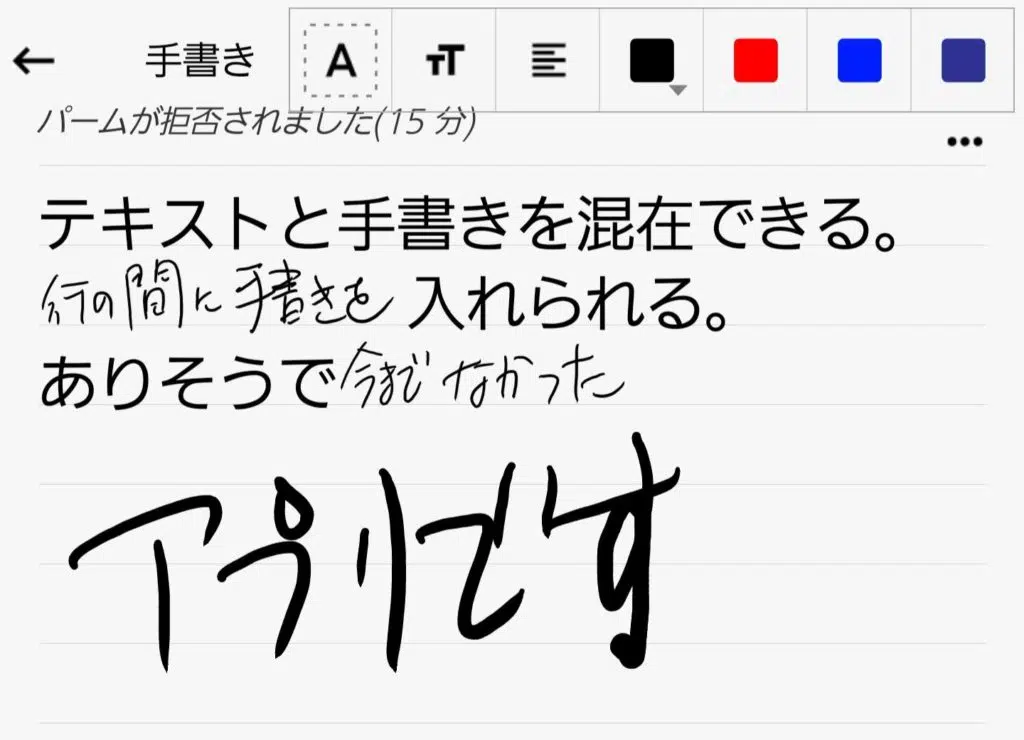 手書き
A
TT
パームが拒否されました(15 分)
テキストと手書きを混在できる。
行の間に手書きを入れられる。
ありそうで今までなかった
アプリです